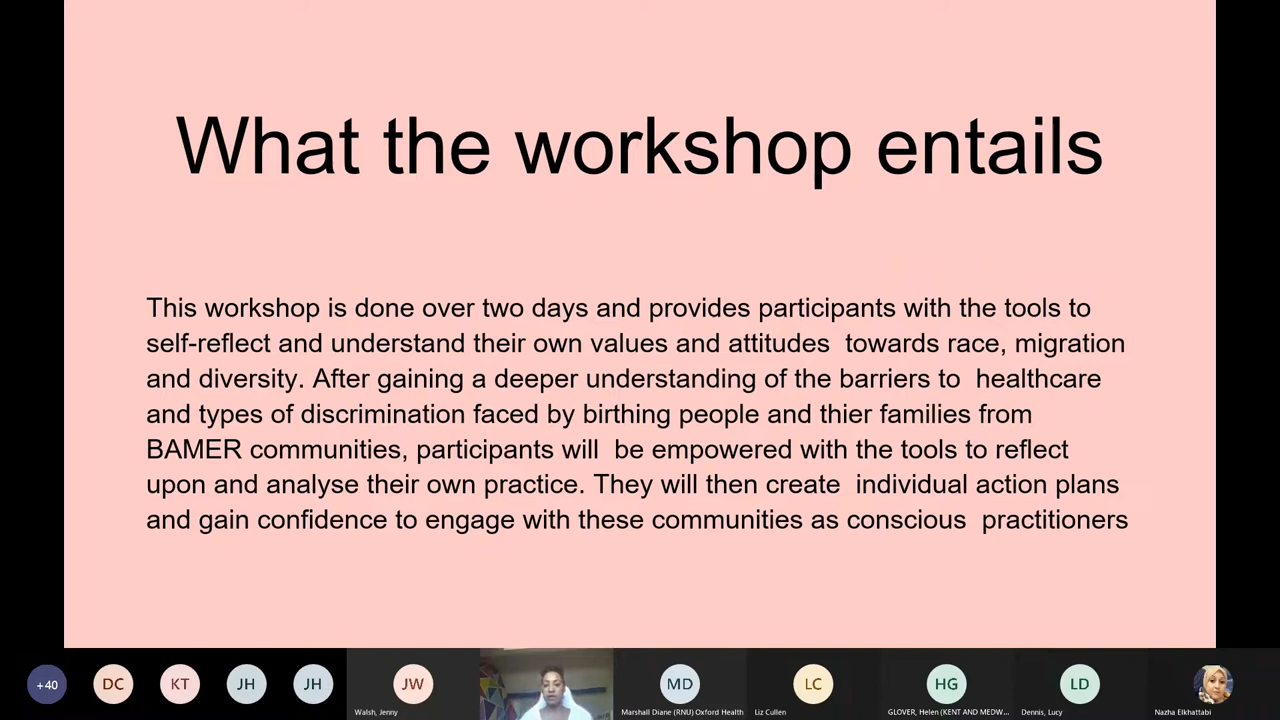 What the workshop entails
This workshop is done over two days and provides participants with the tools to
self-reflect and understand their own values and attitudes  towards race, migration
and diversity. After gaining a deeper understanding of the barriers to  healthcare
and types of discrimination faced by birthing people and thier families from
BAMER communities, participants will  be empowered with the tools to reflect
upon and analyse their own practice. They will then create  individual action plans
and gain confidence to engage with these communities as conscious  practitioners
+40 DC KT JH JH JW MD LC HG LD
Walsh, Jenny Marshall Diane (RNU) Oxford Health Liz Cullen GLOVER, Helen (KENT AND MEDW... Dennis, Lucy Nazha Elkhattabi